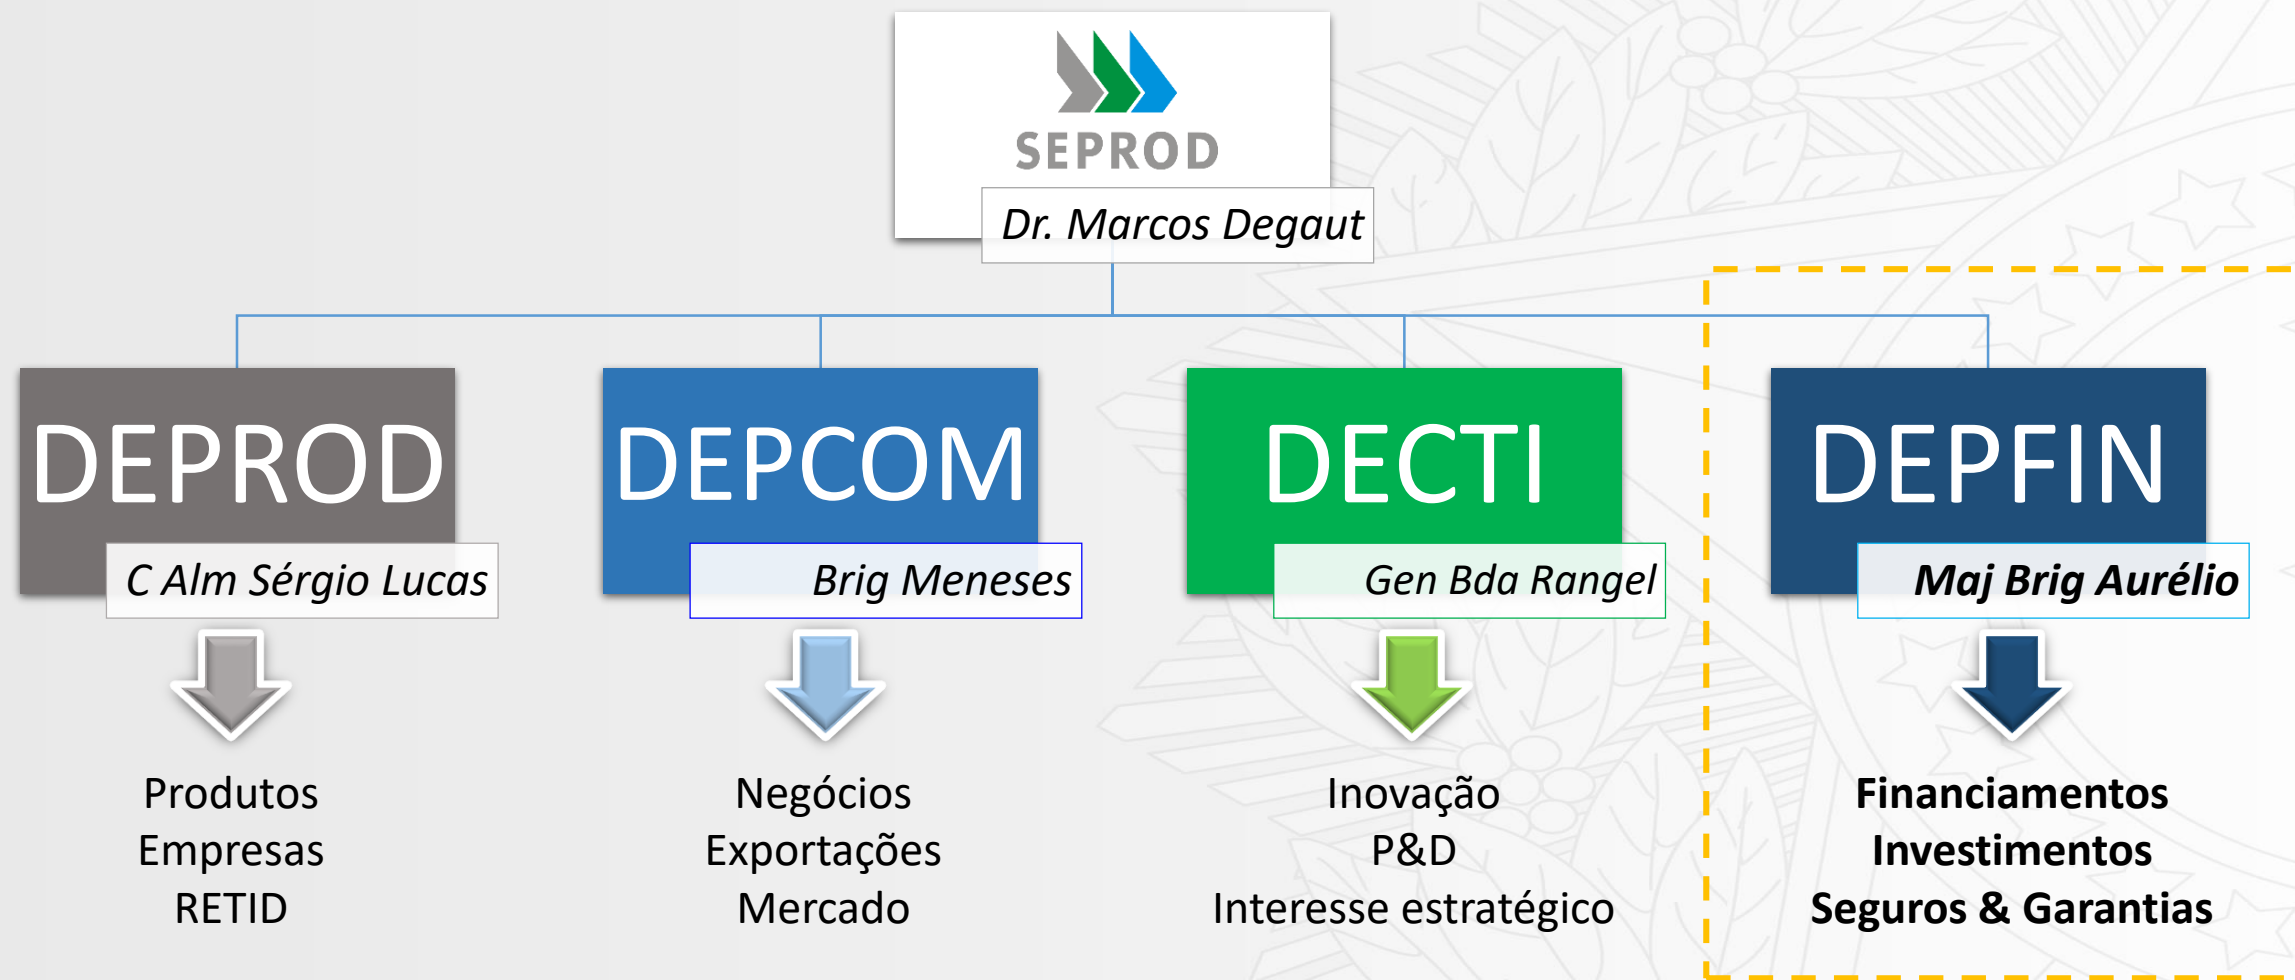 SEPROD
Dr. Marcos Degaut
DEPROD
C Alm Sérgio Lucas
Produtos
Empresas
RETID
DEPCOM
Brig Meneses
Negócios
Exportações
Mercado
DECTI
Gen Bda Rangel
Inovação
P&D
Interesse estratégico
DEPFIN
Maj Brig Aurélio
Financiamentos
Investimentos
Seguros & Garantias